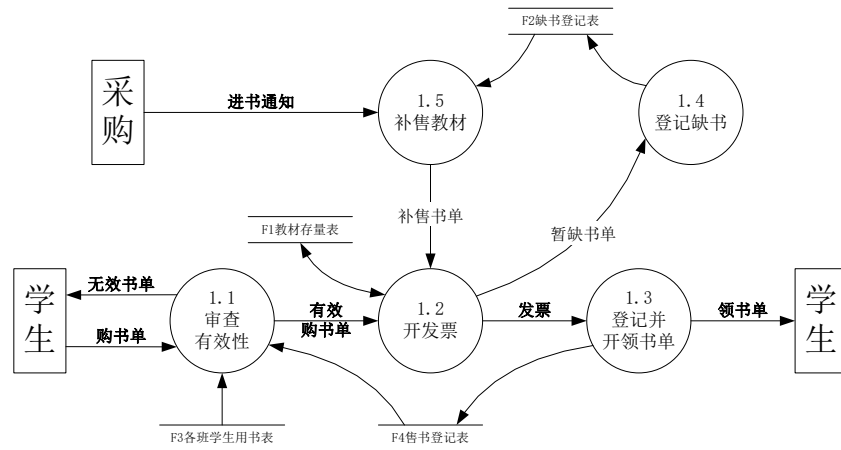 F2缺书登记表
采
购
进书通知
1.5
补售教材
1.4
登记缺书
补售书单
F1教材存量表
暂缺书单
学
生
无效书单
购书单
1.1
审查
有效性
有效
购书单
1.2
开发票
发票
1.3
登记并
开领书单
领书单
学
生
F3各班学生用书表
F4售书登记表